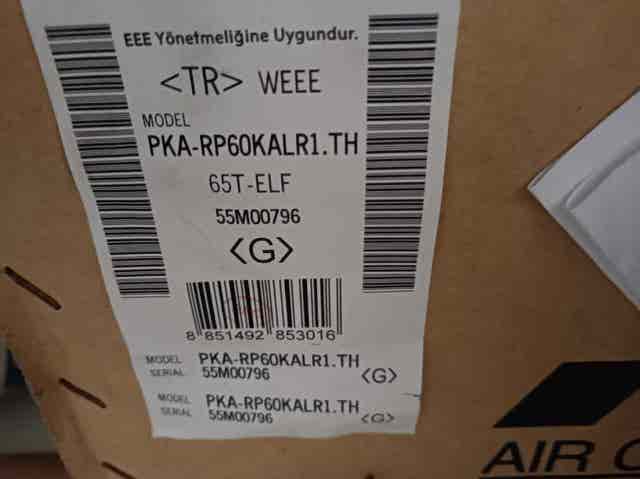 EEE Yönetmeliğine Uygundur.
<TR> WEEE
MODEL
PKA-RP60KALR1.TH
65T-ELF
55M00796
<G>
8 851492 853016
MODEL PKA-RP60KALR1.TH
SERIAL 55M00796 <G>
MODEL PKA-RP60KALR1.TH
SERIAL 55M00796 <G>
AIR